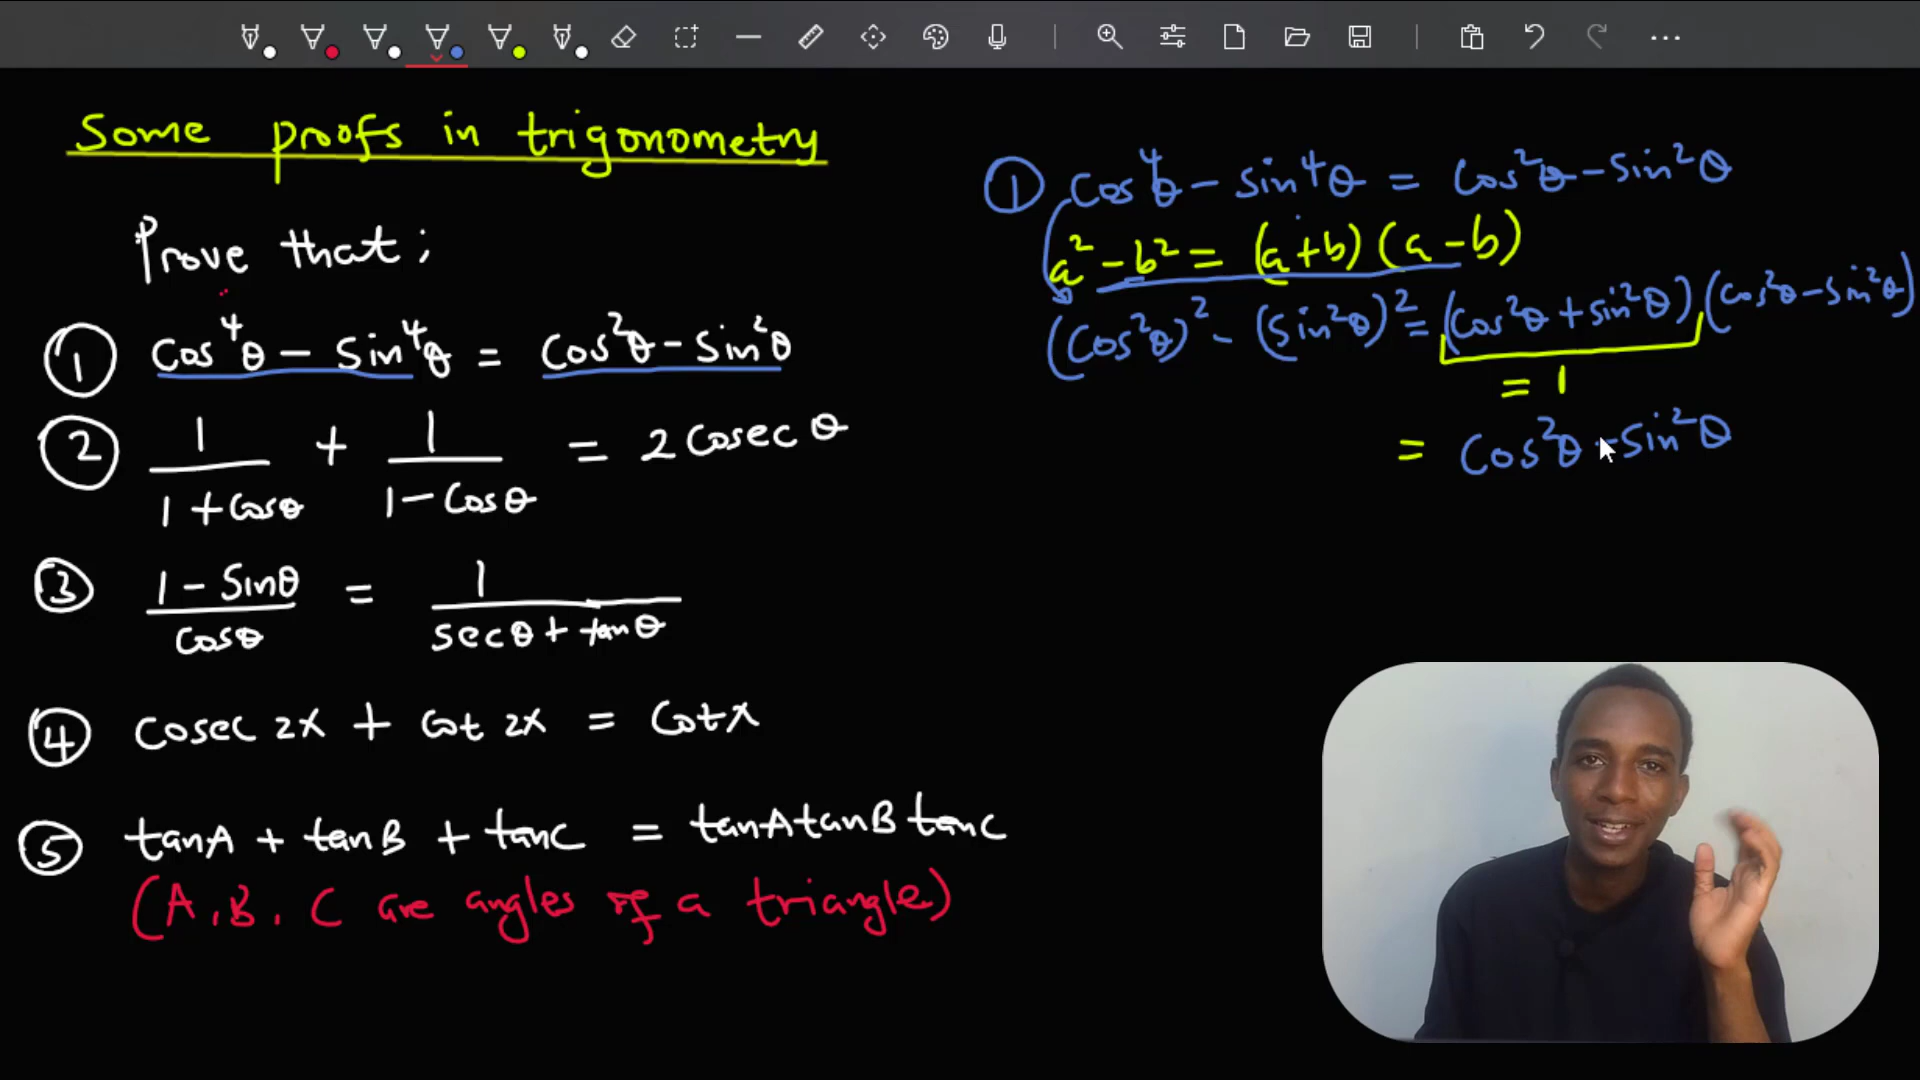 Some proofs in trigonometry
Prove that;
① cos⁴θ − sin⁴θ = cos²θ − sin²θ
② 1/(1+cosθ) + 1/(1−cosθ) = 2 cosec θ
③ (1 − sinθ)/cosθ = 1/(secθ + tanθ)
④ cosec 2x + cot 2x = cot x
⑤ tanA + tanB + tanC = tanA tanB tanC
(A, B, C are angles of a triangle)
① cos⁴θ − sin⁴θ = cos²θ − sin²θ
a² − b² = (a+b)(a−b)
(cos²θ)² − (sin²θ)² = (cos²θ + sin²θ)(cos²θ − sin²θ)
= 1
= cos²θ − sin²θ